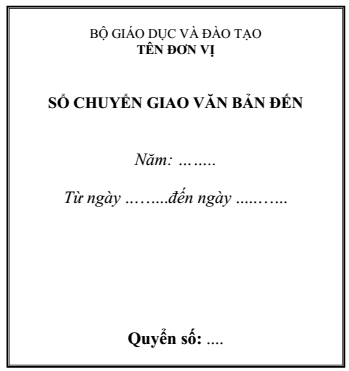 BỘ GIÁO DỤC VÀ ĐÀO TẠO
TÊN ĐƠN VỊ
SỔ CHUYỂN GIAO VĂN BẢN ĐẾN
Năm: ……..
Từ ngày ..…....đến ngày .....…...
Quyển số: ....